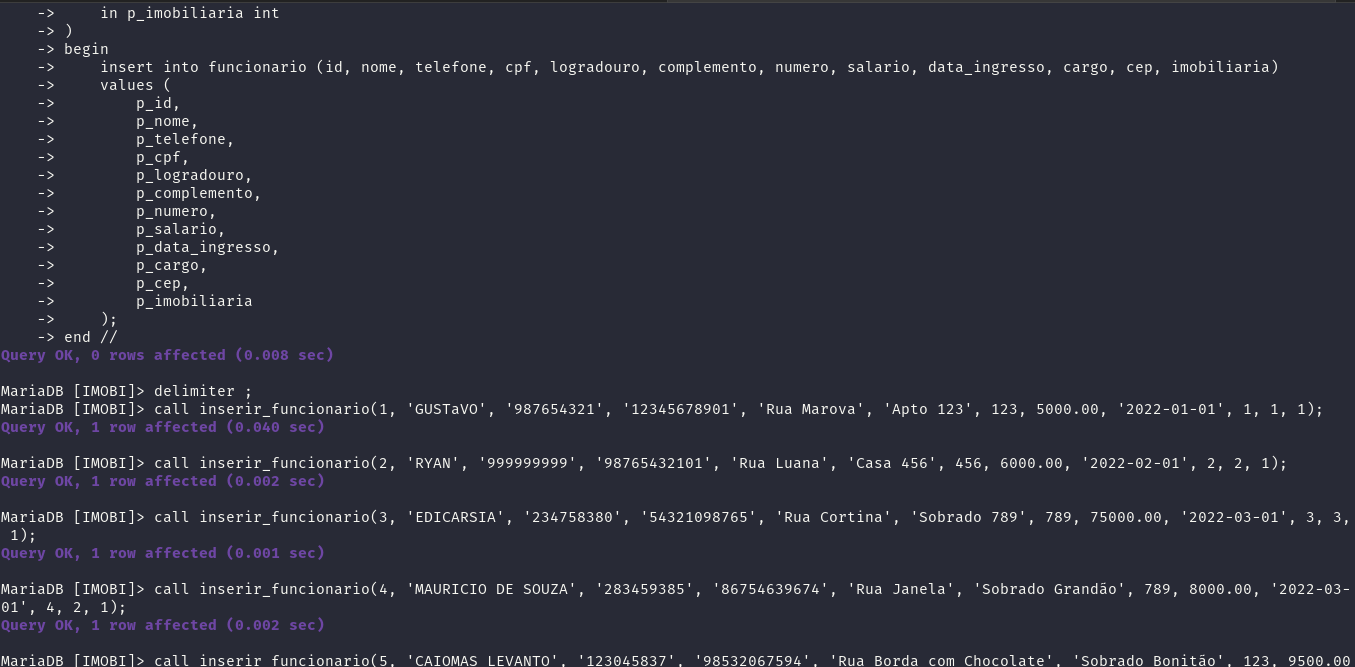 ->     in p_imobiliaria int
    -> )
    -> begin
    ->     insert into funcionario (id, nome, telefone, cpf, logradouro, complemento, numero, salario, data_ingresso, cargo, cep, imobiliaria)
    ->     values (
    ->         p_id,
    ->         p_nome,
    ->         p_telefone,
    ->         p_cpf,
    ->         p_logradouro,
    ->         p_complemento,
    ->         p_numero,
    ->         p_salario,
    ->         p_data_ingresso,
    ->         p_cargo,
    ->         p_cep,
    ->         p_imobiliaria
    ->     );
    -> end //
Query OK, 0 rows affected (0.008 sec)

MariaDB [IMOBI]> delimiter ;
MariaDB [IMOBI]> call inserir_funcionario(1, 'GUSTaVO', '987654321', '12345678901', 'Rua Marova', 'Apto 123', 123, 5000.00, '2022-01-01', 1, 1, 1);
Query OK, 1 row affected (0.040 sec)

MariaDB [IMOBI]> call inserir_funcionario(2, 'RYAN', '999999999', '98765432101', 'Rua Luana', 'Casa 456', 456, 6000.00, '2022-02-01', 2, 2, 1);
Query OK, 1 row affected (0.002 sec)

MariaDB [IMOBI]> call inserir_funcionario(3, 'EDICARSIA', '234758380', '54321098765', 'Rua Cortina', 'Sobrado 789', 789, 75000.00, '2022-03-01', 3, 3,
 1);
Query OK, 1 row affected (0.001 sec)

MariaDB [IMOBI]> call inserir_funcionario(4, 'MAURICIO DE SOUZA', '283459385', '86754639674', 'Rua Janela', 'Sobrado Grandão', 789, 8000.00, '2022-03-
01', 4, 2, 1);
Query OK, 1 row affected (0.002 sec)

MariaDB [IMOBI]> call inserir_funcionario(5, 'CAIOMAS LEVANTO', '123045837', '98532067594', 'Rua Borda com Chocolate', 'Sobrado Bonitão', 123, 9500.00